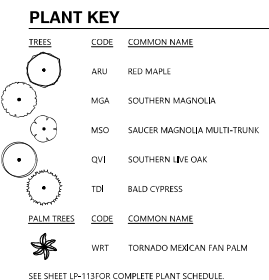 PLANT KEY
TREES CODE COMMON NAME
ARU RED MAPLE
MGA SOUTHERN MAGNOLIA
MSO SAUCER MAGNOLIA MULTI-TRUNK
QVI SOUTHERN LIVE OAK
TDI BALD CYPRESS
PALM TREES CODE COMMON NAME
WRT TORNADO MEXICAN FAN PALM
SEE SHEET LP-113FOR COMPLETE PLANT SCHEDULE.